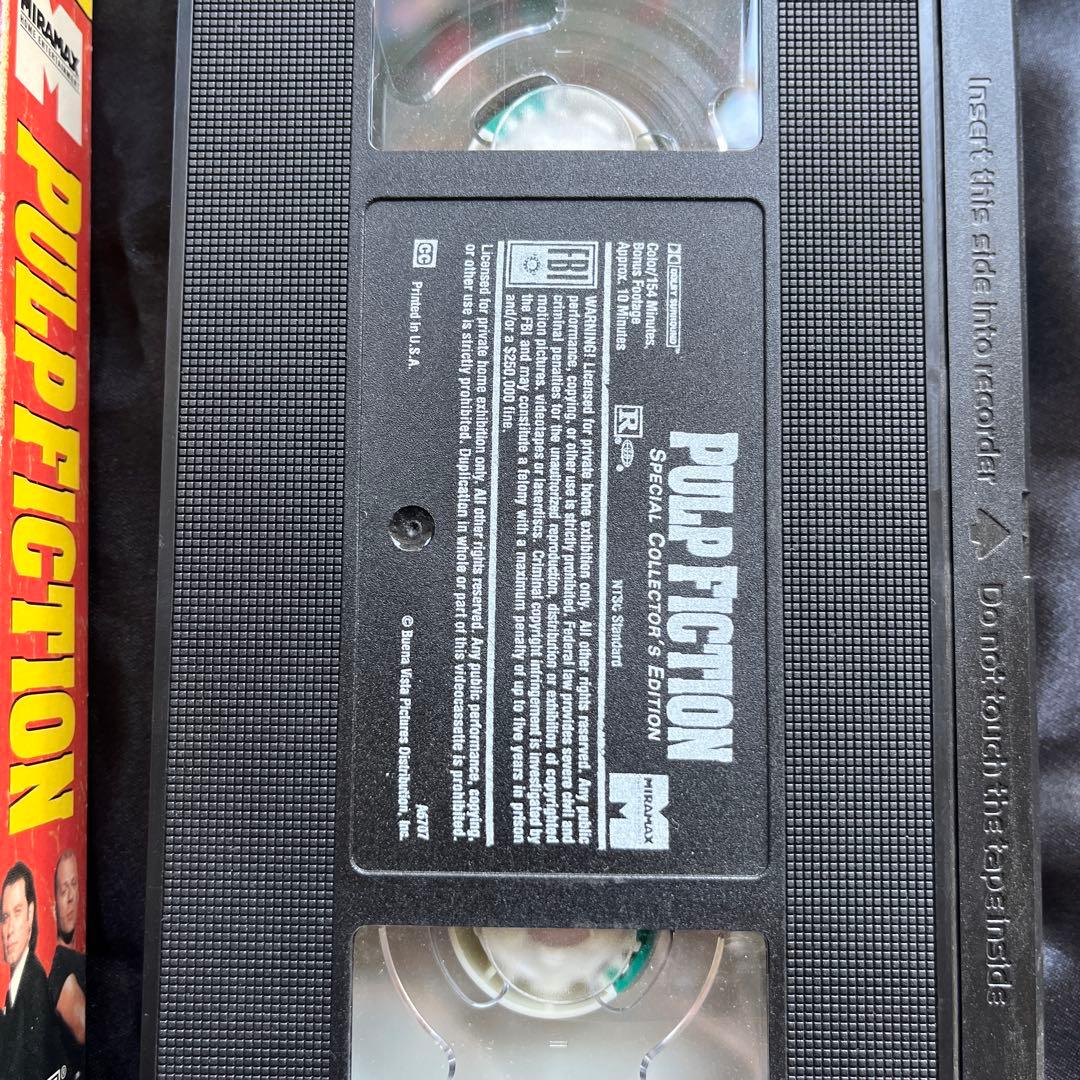 MIRAMAX
HOME ENTERTAINMENT
PULP FICTION
PULP FICTION
SPECIAL COLLECTOR'S EDITION
DOLBY SURROUND
Color/154 Minutes,
Bonus Footage
Approx. 10 Minutes
R
NTSC Standard
MIRAMAX
FBI
WARNING! Licensed for private home exhibition only. All other rights reserved. Any public
performance, copying, or other use is strictly prohibited. Federal law provides severe civil and
criminal penalties for the unauthorized reproduction, distribution or exhibition of copyrighted
motion pictures, videotapes or laserdiscs. Criminal copyright infringement is investigated by
the FBI and may constitute a felony with a maximum penalty of up to five years in prison
and/or a $250,000 fine.
Licensed for private home exhibition only. All other rights reserved. Any public performance, copying,
or other use is strictly prohibited. Duplication in whole or part of this videocassette is prohibited.
A6707
CC Printed in U.S.A. © Buena Vista Pictures Distribution, Inc.
Insert this side into recorder Do not touch the tape inside